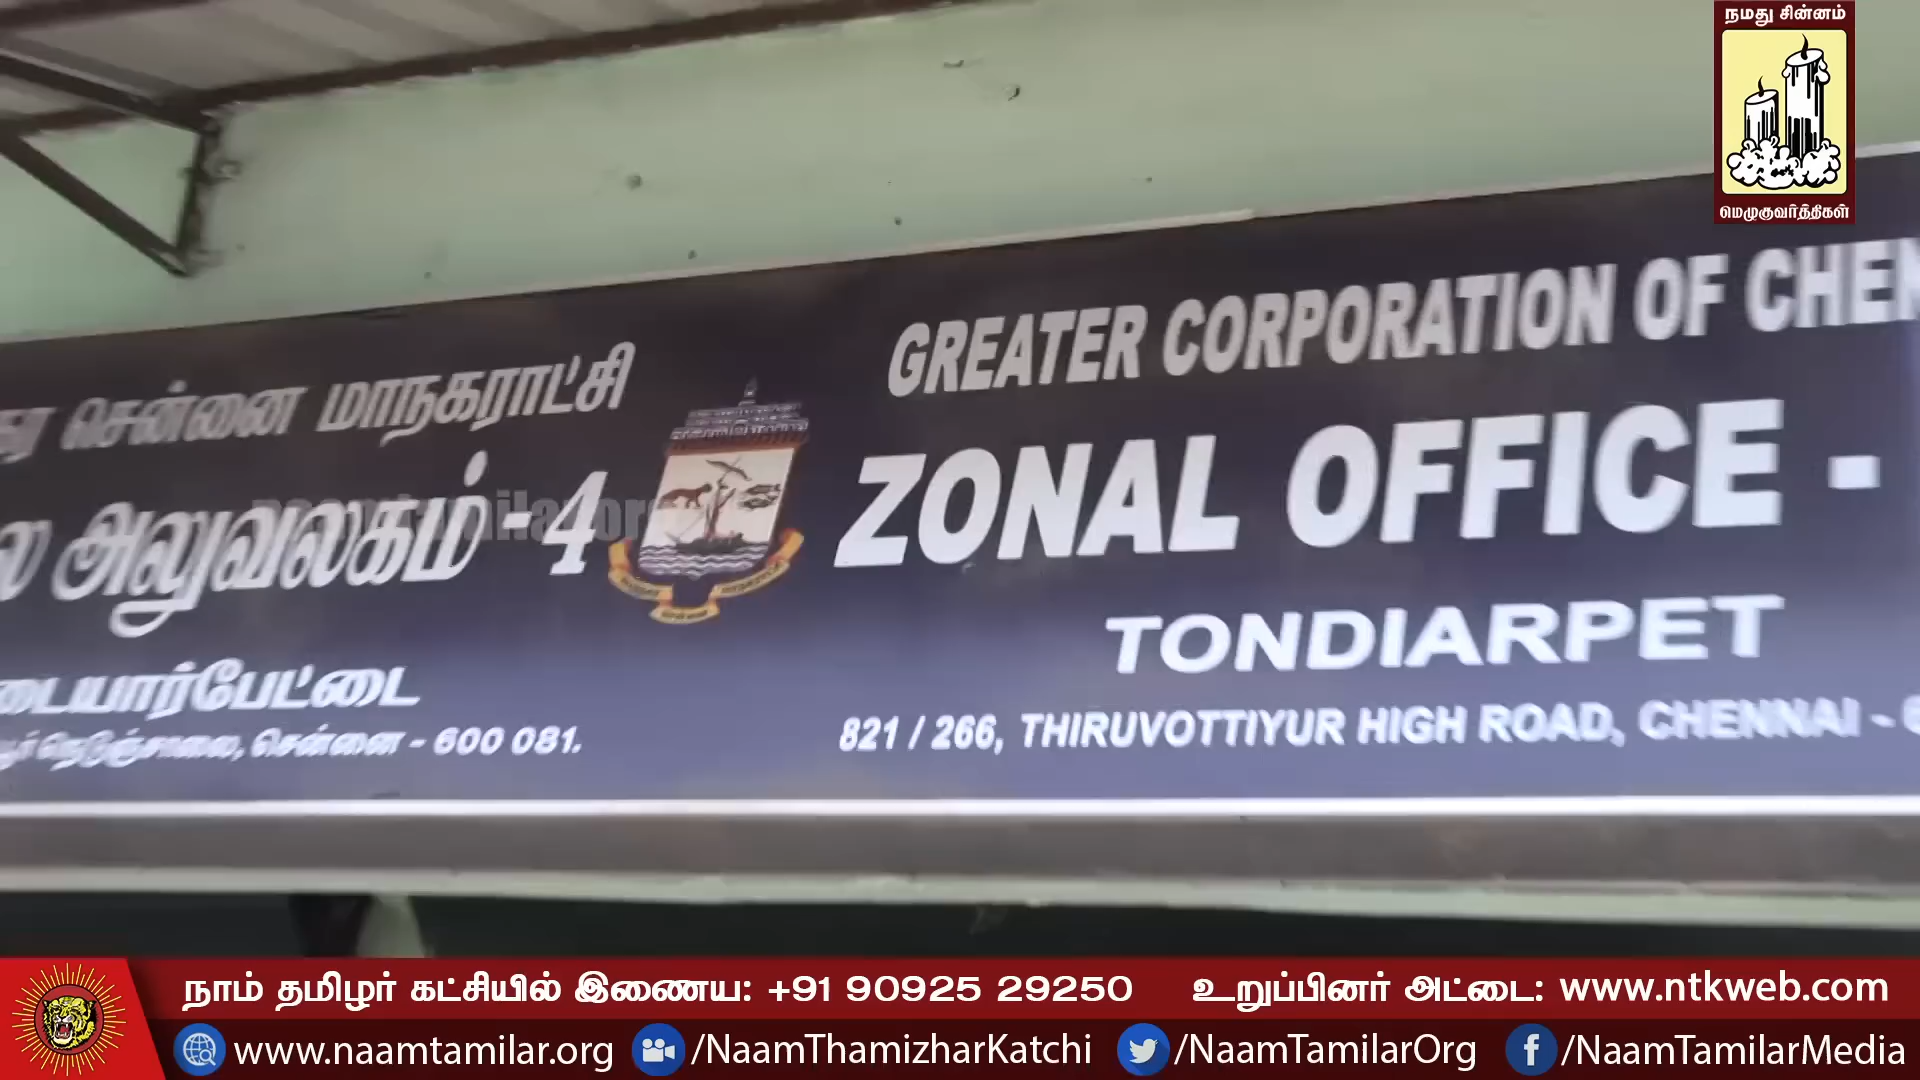 நமது சின்னம்
மெழுகுவர்த்திகள்
சென்னை மாநகராட்சி
அலுவலகம்-4
நெடுஞ்சாலை, சென்னை - 600 081.
GREATER CORPORATION OF
ZONAL OFFICE -
TONDIARPET
821 / 266, THIRUVOTTIYUR HIGH ROAD, CHENNAI -
நாம் தமிழர் கட்சியில் இணைய: +91 90925 29250 உறுப்பினர் அட்டை: www.ntkweb.com
www.naamtamilar.org /NaamThamizharKatchi /NaamTamilarOrg /NaamTamilarMedia